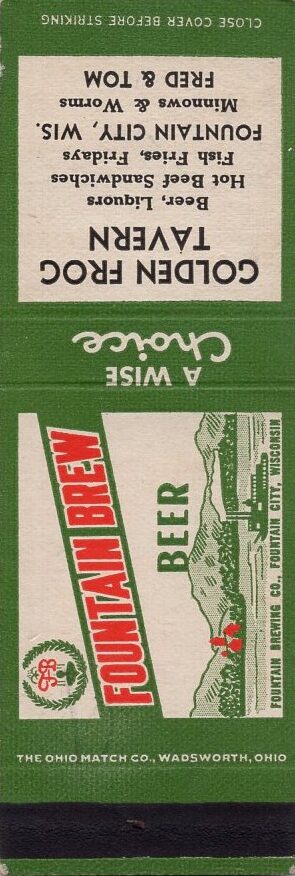 CLOSE COVER BEFORE STRIKING
GOLDEN FROG
TAVERN
Beer, Liquors
Hot Beef Sandwiches
Fish Fries, Fridays
FOUNTAIN CITY, WIS.
Minnows & Worms
FRED & TOM
A WISE
Choice
FOUNTAIN BREW
BEER
FOUNTAIN BREWING CO., FOUNTAIN CITY, WISCONSIN
THE OHIO MATCH CO., WADSWORTH, OHIO